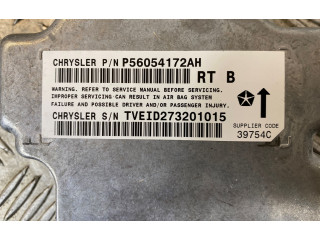 CHRYSLER P/N P56054172AH
RT B
WARNING. REFER TO SERVICE MANUAL BEFORE SERVICING.
IMPROPER SERVICING CAN RESULT IN AIR BAG SYSTEM
FAILURE AND POSSIBLE DRIVER AND/OR PASSENGER INJURY.
CHRYSLER S/N TVEID273201015
SUPPLIER CODE
39754C